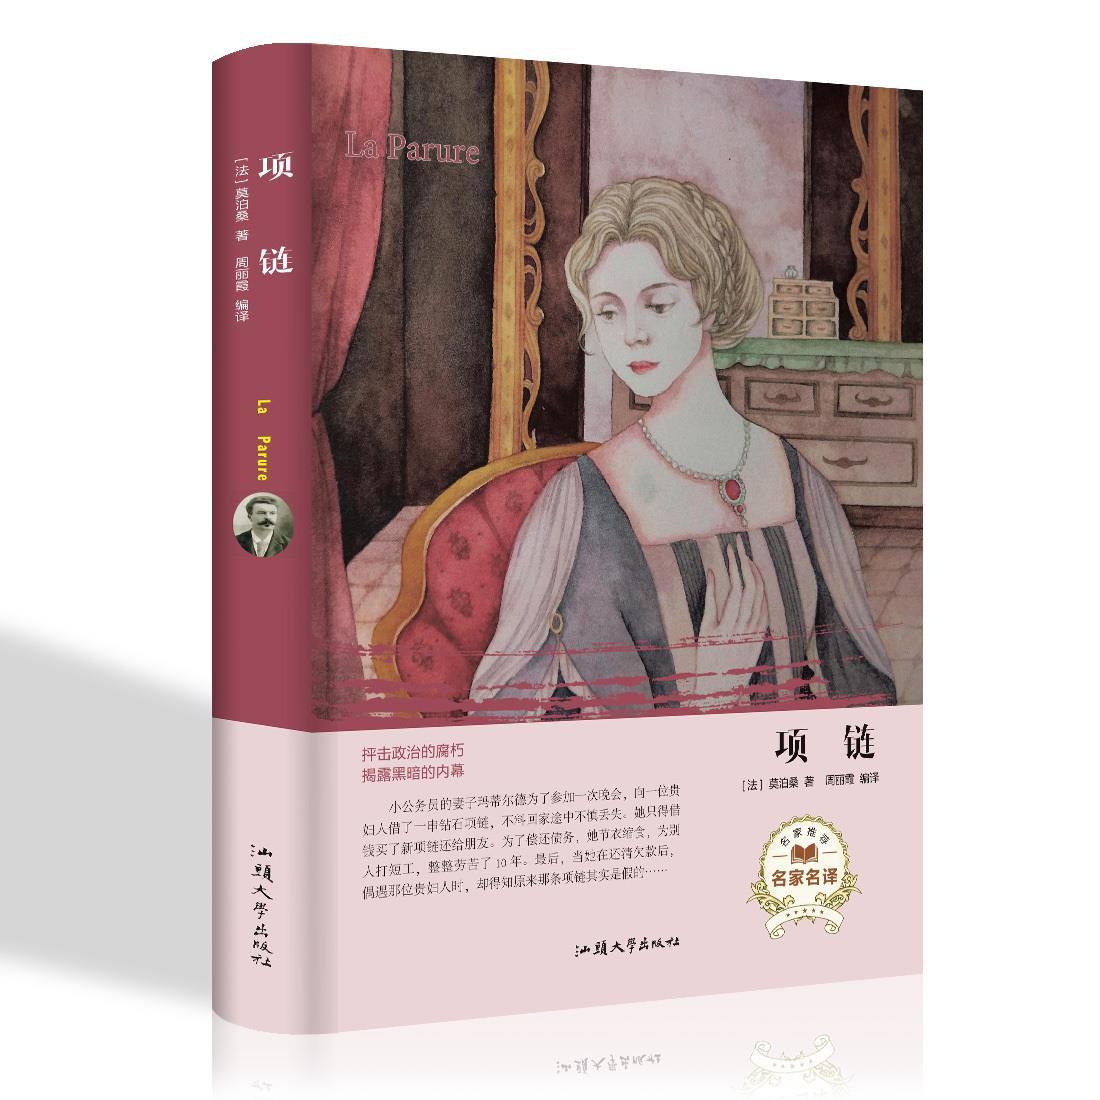 项链
[法]莫泊桑 著 周丽霞 编译
La Parure
汕頭大學出版社
La Parure
抨击政治的腐朽
揭露黑暗的内幕
小公务员的妻子玛蒂尔德为了参加一次晚会，向一位贵
妇人借了一串钻石项链，不料回家途中不慎丢失。她只得借
钱买了新项链还给朋友。为了偿还债务，她节衣缩食，为别
人打短工，整整劳苦了10年。最后，当她在还清欠款后，
偶遇那位贵妇人时，却得知原来那条项链其实是假的……
项 链
[法] 莫泊桑 著 周丽霞 编译
名家推荐
名家名译
汕頭大學出版社